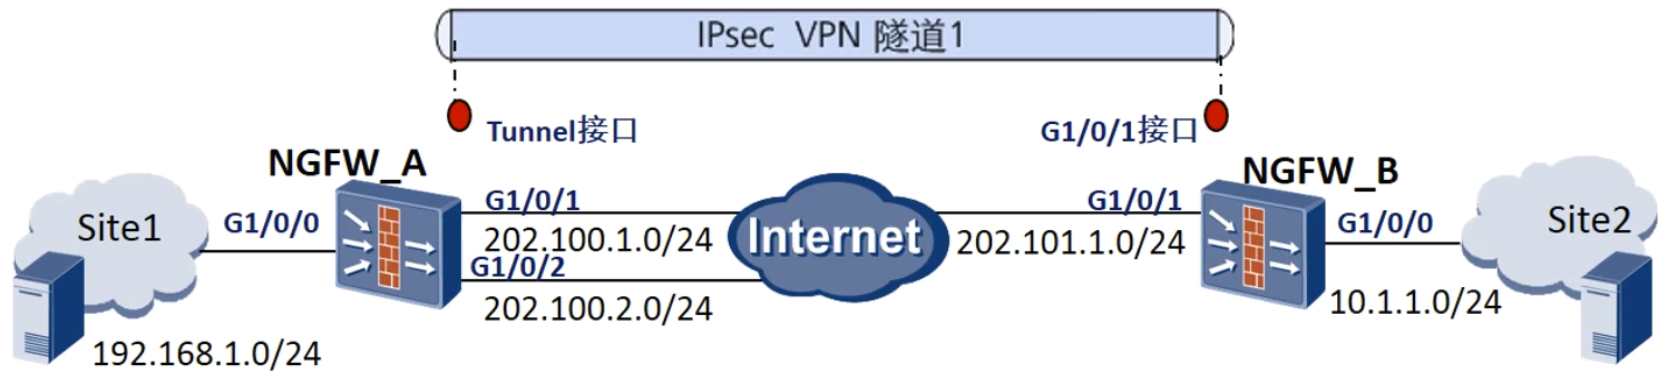 IPsec VPN 隧道1
Tunnel接口
G1/0/1接口
NGFW_A
NGFW_B
Site1
G1/0/0
G1/0/1
202.100.1.0/24
G1/0/2
202.100.2.0/24
Internet
G1/0/1
202.101.1.0/24
G1/0/0
Site2
10.1.1.0/24
192.168.1.0/24